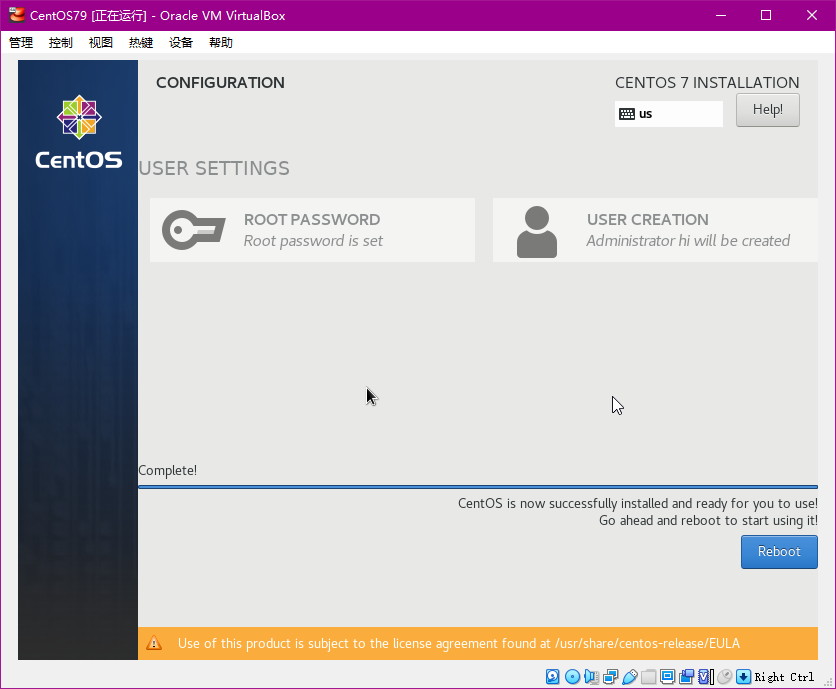 CentOS79 [正在运行] - Oracle VM VirtualBox
管理 控制 视图 热键 设备 帮助
CentOS
CONFIGURATION
CENTOS 7 INSTALLATION
us
Help!
USER SETTINGS
ROOT PASSWORD
Root password is set
USER CREATION
Administrator hi will be created
Complete!
CentOS is now successfully installed and ready for you to use!
Go ahead and reboot to start using it!
Reboot
Use of this product is subject to the license agreement found at /usr/share/centos-release/EULA
Right Ctrl